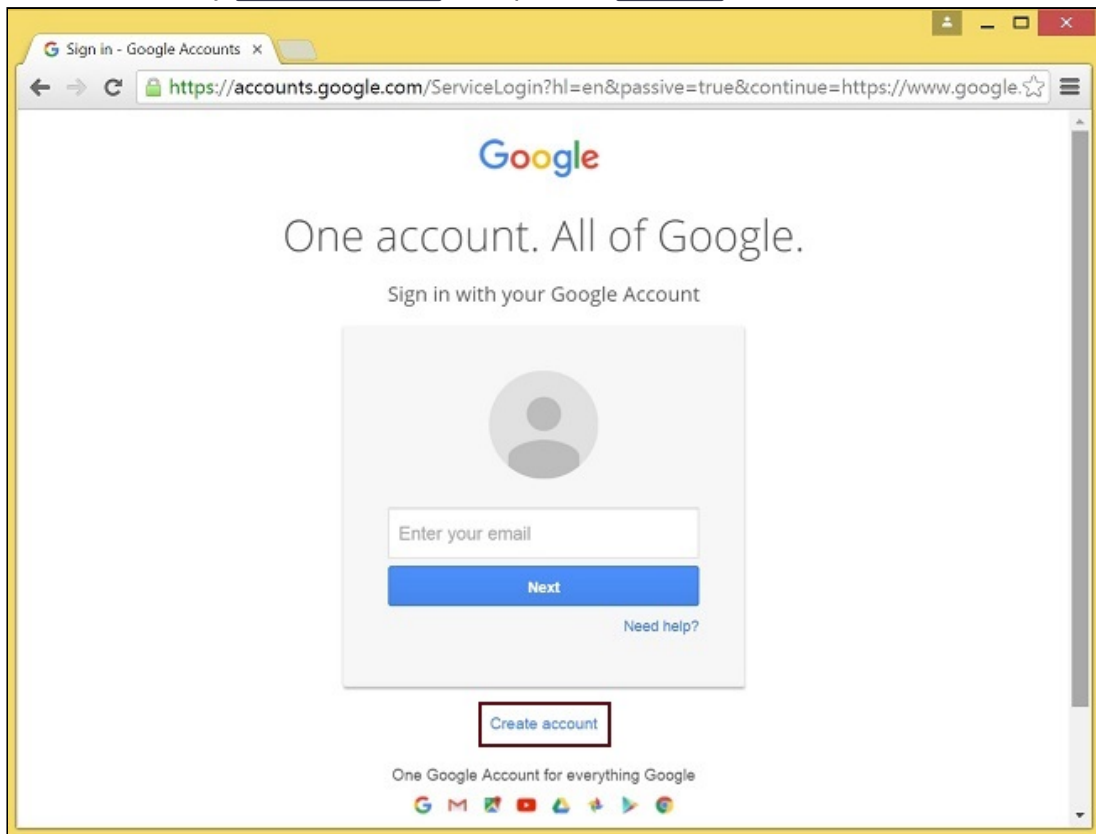 Sign in - Google Accounts
https://accounts.google.com/ServiceLogin?hl=en&passive=true&continue=https://www.google.
Google
One account. All of Google.
Sign in with your Google Account
Enter your email
Next
Need help?
Create account
One Google Account for everything Google